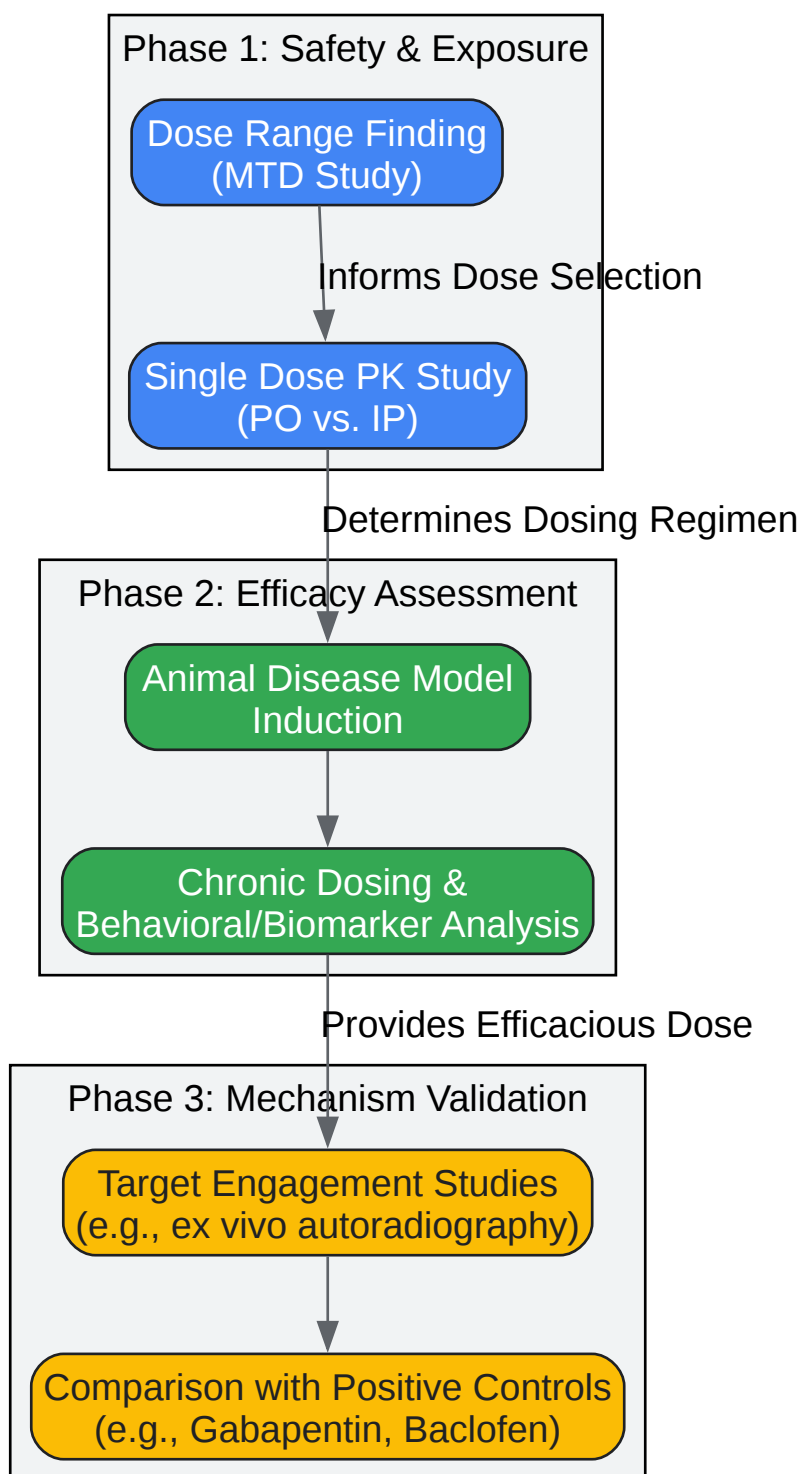 Phase 1: Safety & Exposure
Dose Range Finding
(MTD Study)
Informs Dose Selection
Single Dose PK Study
(PO vs. IP)
Determines Dosing Regimen
Phase 2: Efficacy Assessment
Animal Disease Model
Induction
Chronic Dosing &
Behavioral/Biomarker Analysis
Provides Efficacious Dose
Phase 3: Mechanism Validation
Target Engagement Studies
(e.g., ex vivo autoradiography)
Comparison with Positive Controls
(e.g., Gabapentin, Baclofen)